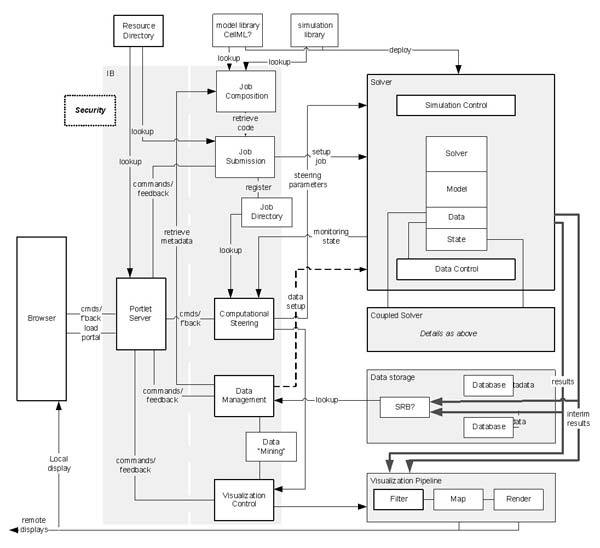 Resource
Directory
model library
CellML?
simulation
library
deploy
lookup
lookup
IB
Solver
Security
Job
Composition
Simulation Control
lookup
retrieve
code
lookup
Job
Submission
setup
job
Solver
commands/
feedback
steering
parameters
register
Model
retrieve
metadata
Job
Directory
Data
lookup
monitoring
state
State
Data Control
Browser
cmds/
f'back
load
portal
Portlet
Server
cmds/
f'back
Computational
Steering
data
setup
Coupled Solver
Details as above
Data storage
results
commands/
feedback
Data
Management
lookup
SRB?
Database
tadata
interim
results
Database
data
Data
"Mining"
Local
display
commands/
feedback
Visualization
Control
Visualization Pipeline
Filter
Map
Render
remote
displays